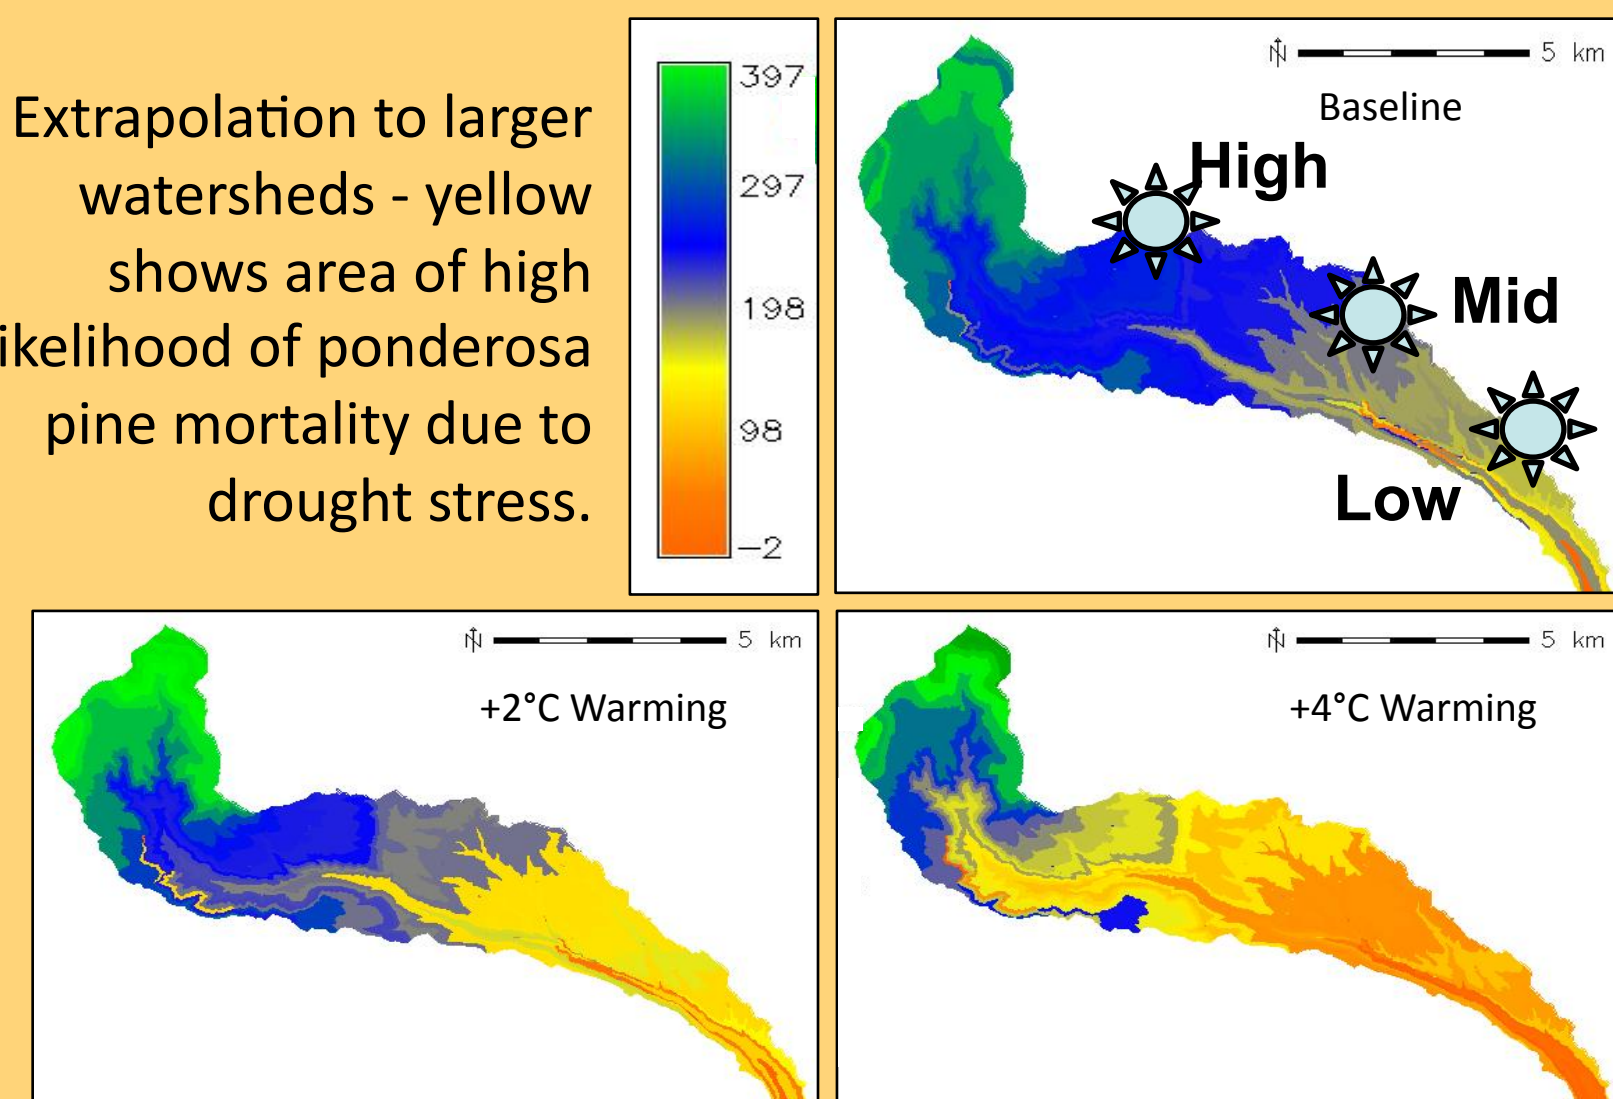 Extrapolation to larger
watersheds - yellow
shows area of high
ikelihood of ponderosa
pine mortality due to
drought stress.
397
297
198
98
−2
N 5 km
Baseline
High
Mid
Low
N 5 km
+2°C Warming
N 5 km
+4°C Warming